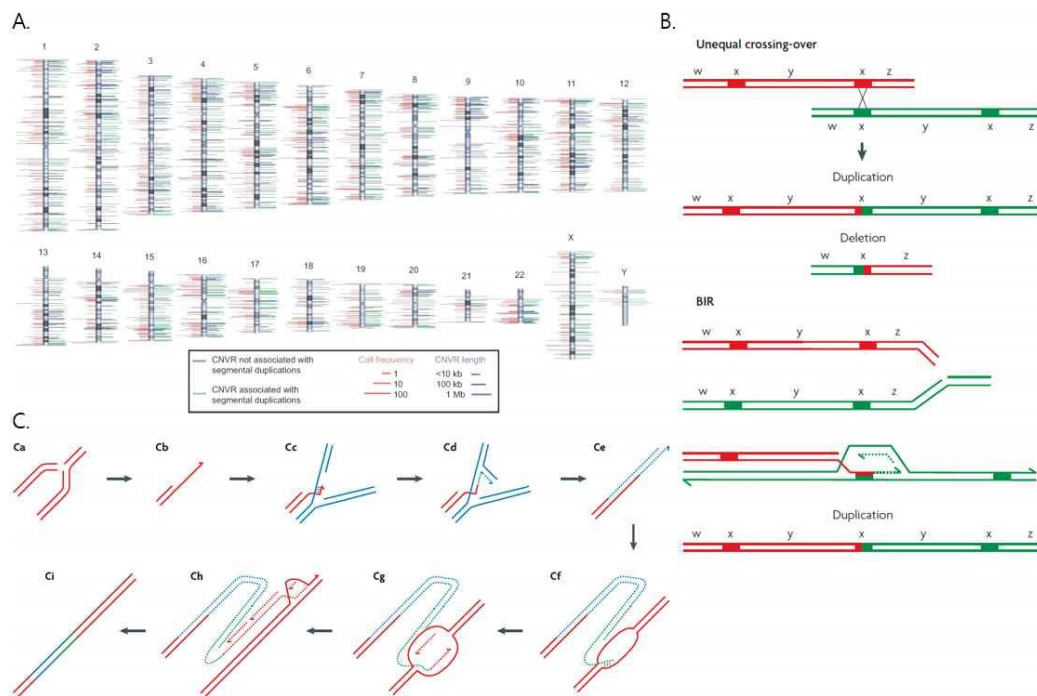 A.
1 2 3 4 5 6 7 8 9 10 11 12
13 14 15 16 17 18 19 20 21 22 X Y
CNVR not associated with
segmental duplications
CNVR associated with
segmental duplications
Call frequency
1
10
100
CNVR length
<10 kb
100 kb
1 Mb
B.
Unequal crossing-over
w x y x z
w x y x z
Duplication
w x y x z
Deletion
w x z
BIR
w x y x z
w x y x z
Duplication
w x y x z
C.
Ca Cb Cc Cd Ce
Ci Ch Cg Cf